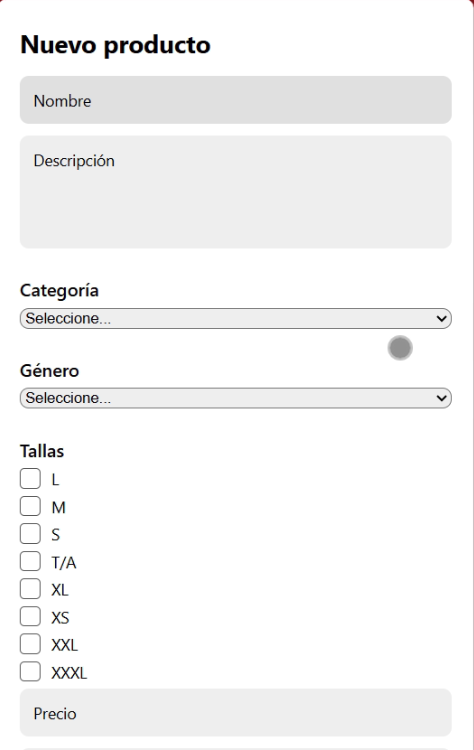 Nuevo producto
Nombre
Descripción
Categoría
Seleccione...
Género
Seleccione...
Tallas
L
M
S
T/A
XL
XS
XXL
XXXL
Precio